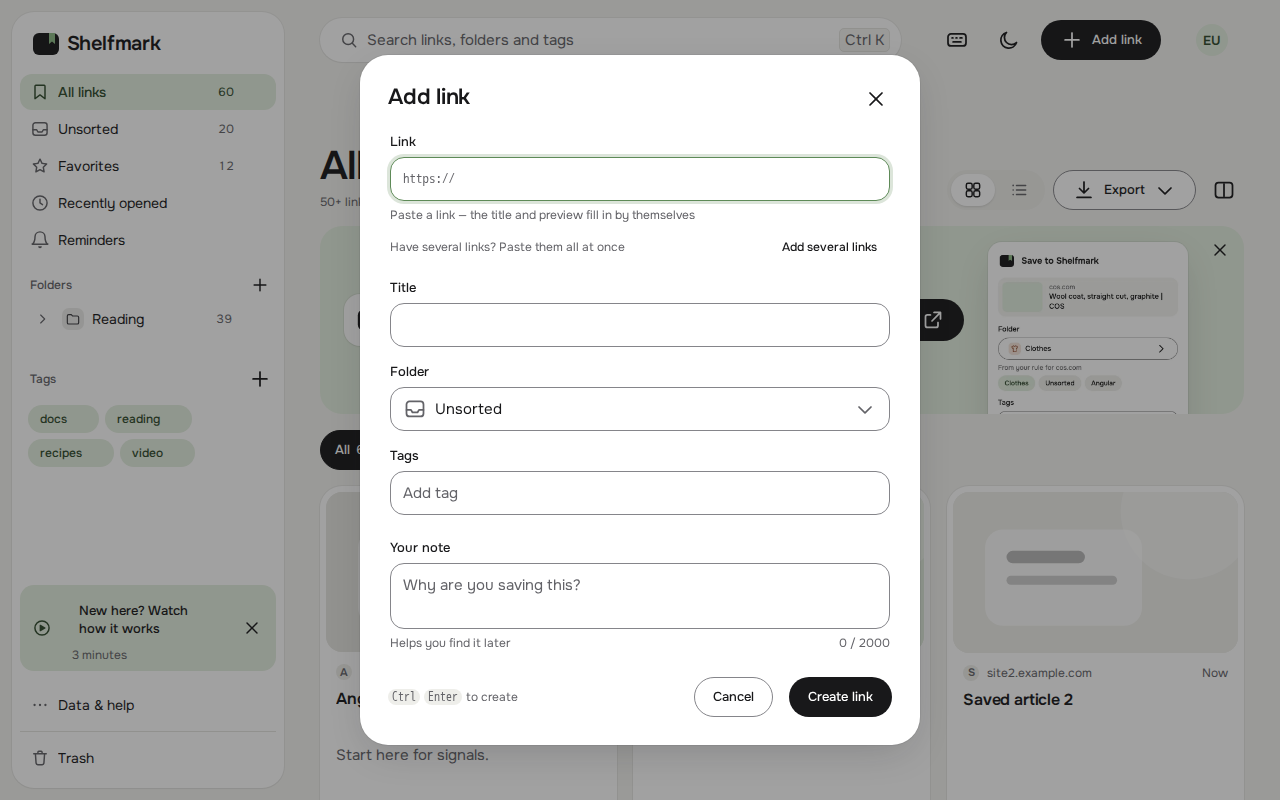 Shelfmark
All links 60
Unsorted 20
Favorites 12
Recently opened
Reminders
Folders
Reading 39
Tags
docs reading
recipes video
New here? Watch
how it works
3 minutes
Data & help
Trash
Search links, folders and tags Ctrl K
Add link
EU
50+
Export
Save to Shelfmark
cos.com
Wool coat, straight cut, graphite |
COS
Folder
Clothes
From your rule for cos.com
Clothes Unsorted Angular
Tags
All
A
Start here for signals.
S site2.example.com Now
Saved article 2
Add link
Link
https://
Paste a link — the title and preview fill in by themselves
Have several links? Paste them all at once Add several links
Title
Folder
Unsorted
Tags
Add tag
Your note
Why are you saving this?
Helps you find it later 0 / 2000
Ctrl Enter to create Cancel Create link